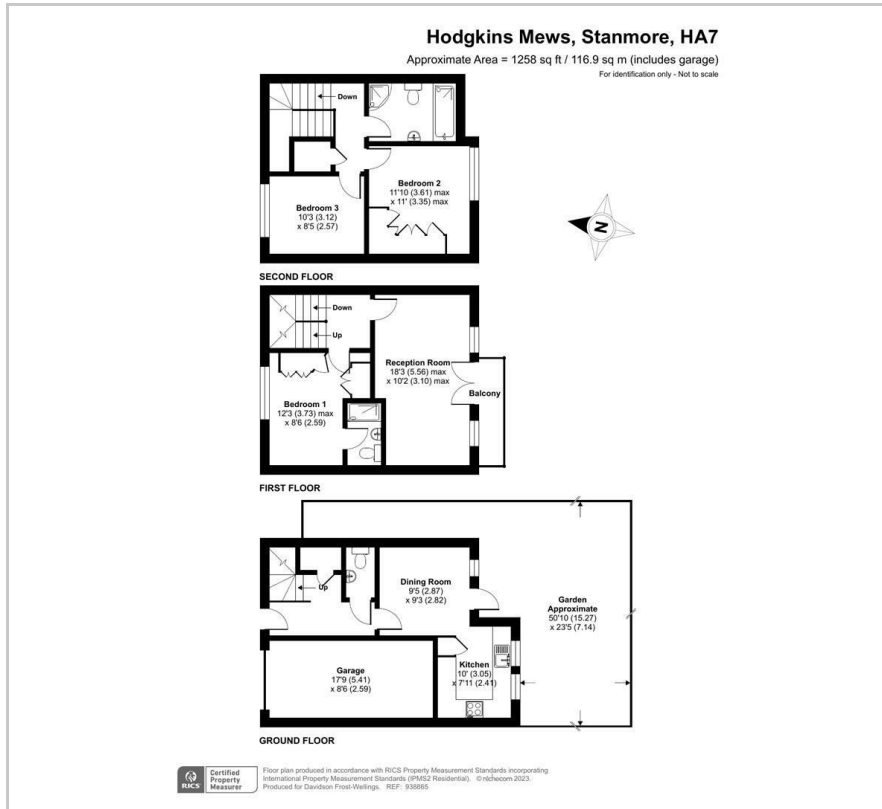 Hodgkins Mews, Stanmore, HA7
Approximate Area = 1258 sq ft / 116.9 sq m (includes garage)
For identification only - Not to scale
Down
Bedroom 2
11'10 (3.61) max
x 11' (3.35) max
Bedroom 3
10'3 (3.12)
x 8'5 (2.57)
N
SECOND FLOOR
Down
Up
Reception Room
18'3 (5.56) max
x 10'2 (3.10) max
Balcony
Bedroom 1
12'3 (3.73) max
x 8'6 (2.59)
FIRST FLOOR
Up
Dining Room
9'5 (2.87)
x 9'3 (2.82)
Garden
Approximate
50'10 (15.27)
x 23'5 (7.14)
Kitchen
10' (3.05)
x 7'11 (2.41)
Garage
17'9 (5.41)
x 8'6 (2.59)
GROUND FLOOR
RICS
Certified
Property
Measurer
Floor plan produced in accordance with RICS Property Measurement Standards incorporating
International Property Measurement Standards (IPMS2 Residential). © nichecom 2023.
Produced for Davidson Frost-Wellings. REF: 938865